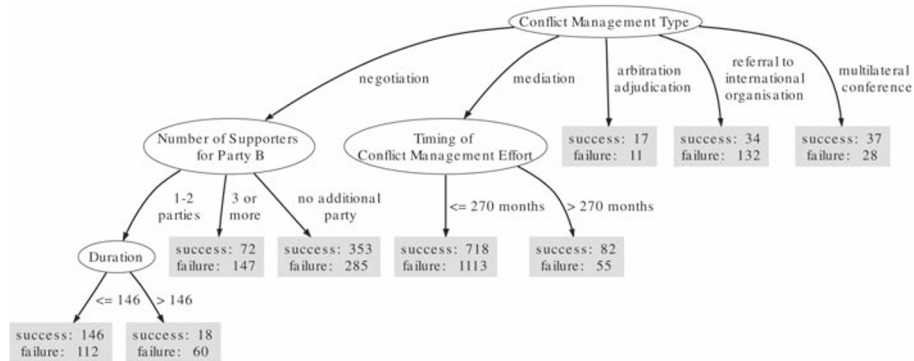 Conflict Management Type
negotiation
mediation
arbitration
adjudication
referral to
international
organisation
multilateral
conference
Number of Supporters
for Party B
Timing of
Conflict Management Effort
success: 17
failure: 11
success: 34
failure: 132
success: 37
failure: 28
1-2
parties
3 or
more
no additional
party
<= 270 months
> 270 months
Duration
success: 72
failure: 147
success: 353
failure: 285
success: 718
failure: 1113
success: 82
failure: 55
<= 146
> 146
success: 146
failure: 112
success: 18
failure: 60